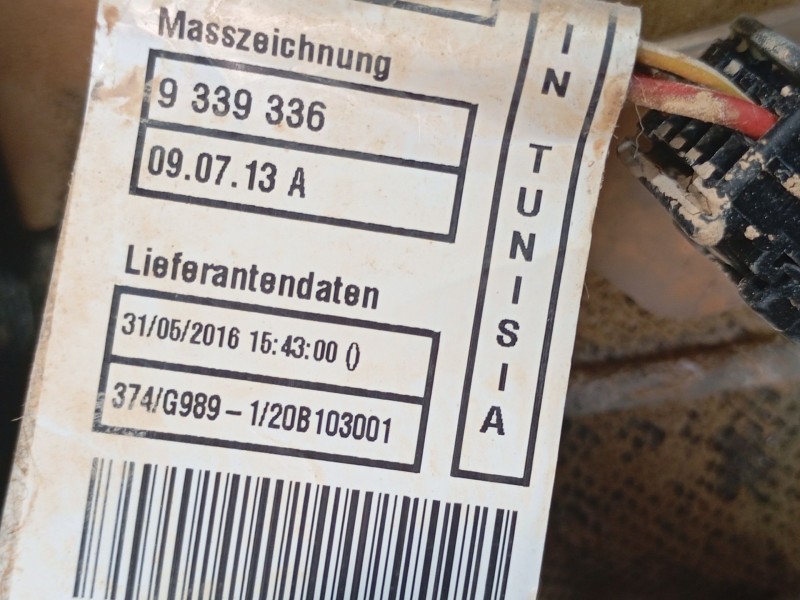 Masszeichnung
9 339 336
09.07.13 A
Lieferantendaten
31/05/2016 15:43:00 0
374/G989-1/20B103001
IN TUNISIA